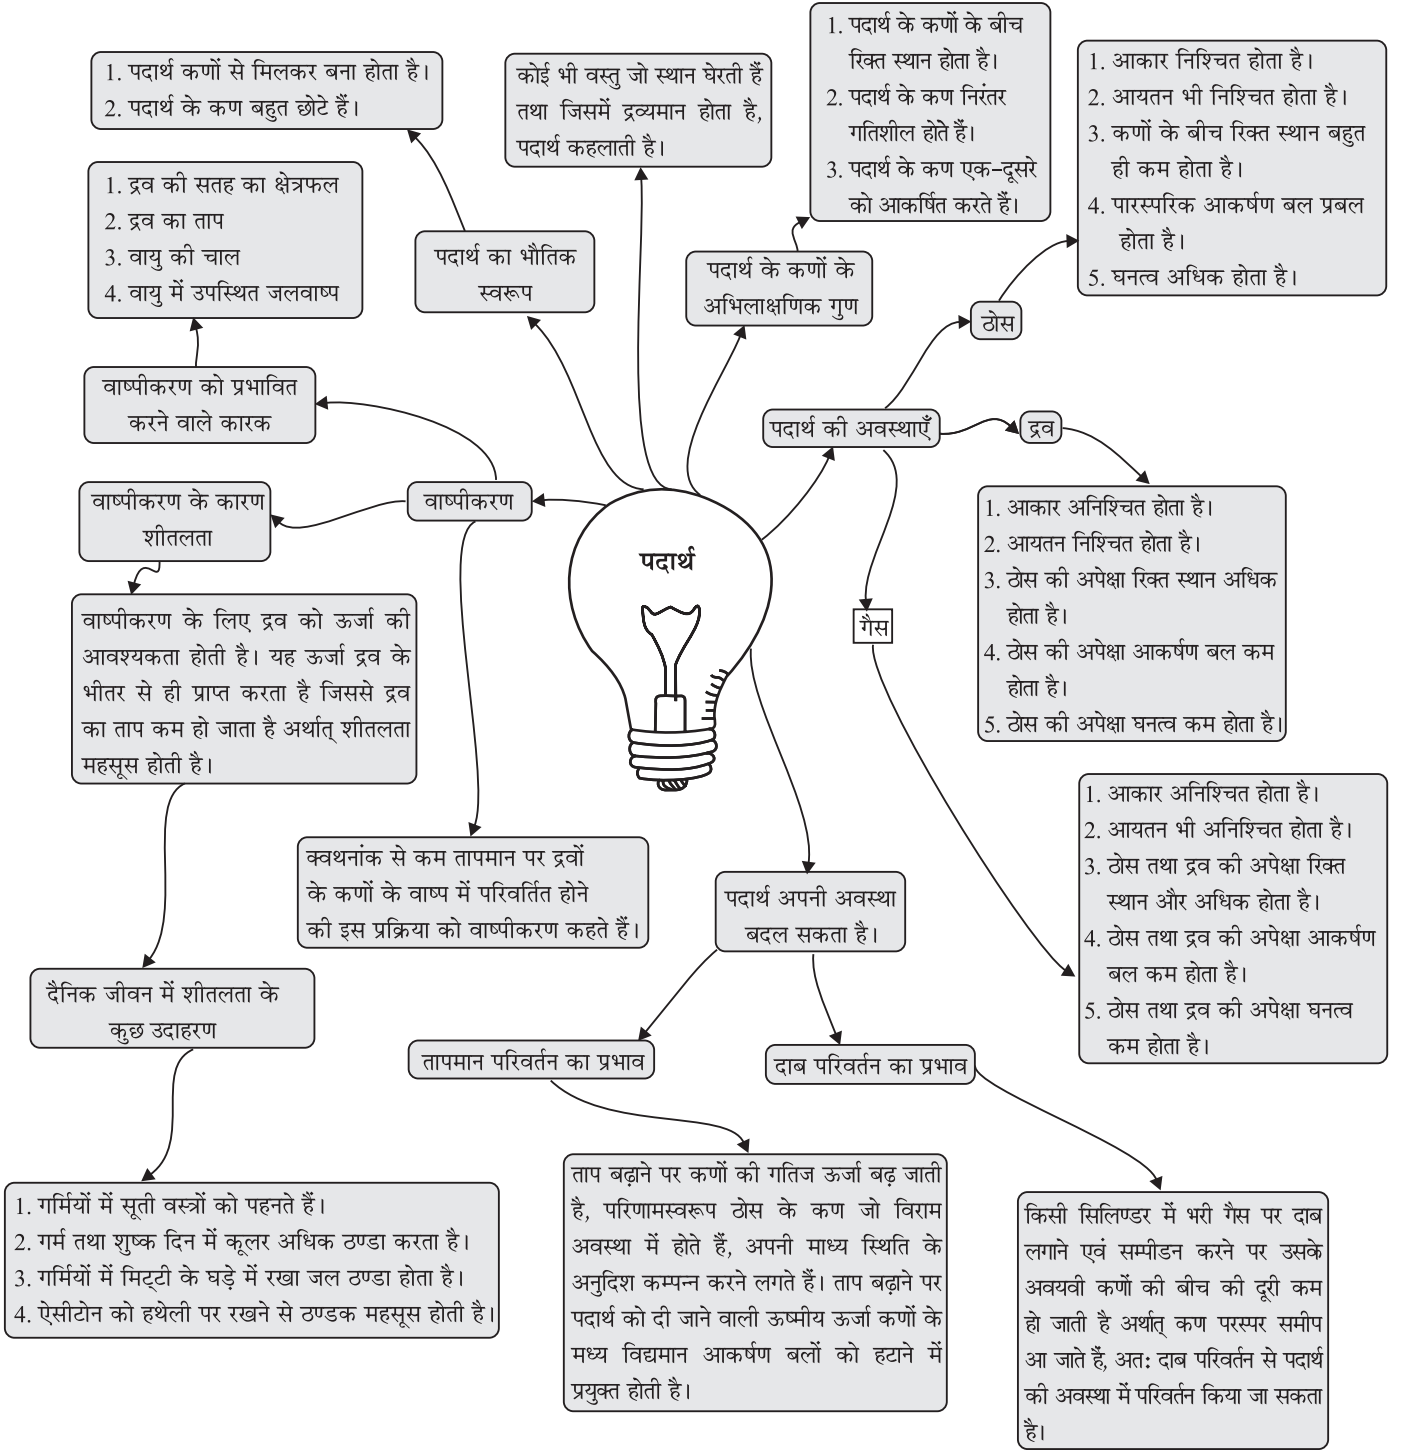 1. पदार्थ कणों से मिलकर बना होता है।
2. पदार्थ के कण बहुत छोटे हैं।
कोई भी वस्तु जो स्थान घेरती हैं
तथा जिसमें द्रव्यमान होता है,
पदार्थ कहलाती है।
1. पदार्थ के कणों के बीच
रिक्त स्थान होता है।
2. पदार्थ के कण निरंतर
गतिशील होते हैं।
3. पदार्थ के कण एक-दूसरे
को आकर्षित करते हैं।
1. आकार निश्चित होता है।
2. आयतन भी निश्चित होता है।
3. कणों के बीच रिक्त स्थान बहुत
ही कम होता है।
4. पारस्परिक आकर्षण बल प्रबल
होता है।
5. घनत्व अधिक होता है।
1. द्रव की सतह का क्षेत्रफल
2. द्रव का ताप
3. वायु की चाल
4. वायु में उपस्थित जलवाष्प
पदार्थ का भौतिक
स्वरूप
पदार्थ के कणों के
अभिलाक्षणिक गुण
ठोस
वाष्पीकरण को प्रभावित
करने वाले कारक
पदार्थ की अवस्थाएँ
द्रव
वाष्पीकरण के कारण
शीतलता
वाष्पीकरण
पदार्थ
1. आकार अनिश्चित होता है।
2. आयतन निश्चित होता है।
3. ठोस की अपेक्षा रिक्त स्थान अधिक
होता है।
4. ठोस की अपेक्षा आकर्षण बल कम
होता है।
5. ठोस की अपेक्षा घनत्व कम होता है।
गैस
वाष्पीकरण के लिए द्रव को ऊर्जा की
आवश्यकता होती है। यह ऊर्जा द्रव के
भीतर से ही प्राप्त करता है जिससे द्रव
का ताप कम हो जाता है अर्थात् शीतलता
महसूस होती है।
1. आकार अनिश्चित होता है।
2. आयतन भी अनिश्चित होता है।
3. ठोस तथा द्रव की अपेक्षा रिक्त
स्थान और अधिक होता है।
4. ठोस तथा द्रव की अपेक्षा आकर्षण
बल कम होता है।
5. ठोस तथा द्रव की अपेक्षा घनत्व
कम होता है।
क्वथनांक से कम तापमान पर द्रवों
के कणों के वाष्प में परिवर्तित होने
की इस प्रक्रिया को वाष्पीकरण कहते हैं।
पदार्थ अपनी अवस्था
बदल सकता है।
दैनिक जीवन में शीतलता के
कुछ उदाहरण
तापमान परिवर्तन का प्रभाव
दाब परिवर्तन का प्रभाव
1. गर्मियों में सूती वस्त्रों को पहनते हैं।
2. गर्म तथा शुष्क दिन में कूलर अधिक ठण्डा करता है।
3. गर्मियों में मिट्टी के घड़े में रखा जल ठण्डा होता है।
4. ऐसीटोन को हथेली पर रखने से ठण्डक महसूस होती है।
ताप बढ़ाने पर कणों की गतिज ऊर्जा बढ़ जाती
है, परिणामस्वरूप ठोस के कण जो विराम
अवस्था में होते हैं, अपनी माध्य स्थिति के
अनुदिश कम्पन्न करने लगते हैं। ताप बढ़ाने पर
पदार्थ को दी जाने वाली ऊष्मीय ऊर्जा कणों के
मध्य विद्यमान आकर्षण बलों को हटाने में
प्रयुक्त होती है।
किसी सिलिण्डर में भरी गैस पर दाब
लगाने एवं सम्पीडन करने पर उसके
अवयवी कणों की बीच की दूरी कम
हो जाती है अर्थात् कण परस्पर समीप
आ जाते हैं, अत: दाब परिवर्तन से पदार्थ
की अवस्था में परिवर्तन किया जा सकता
है।